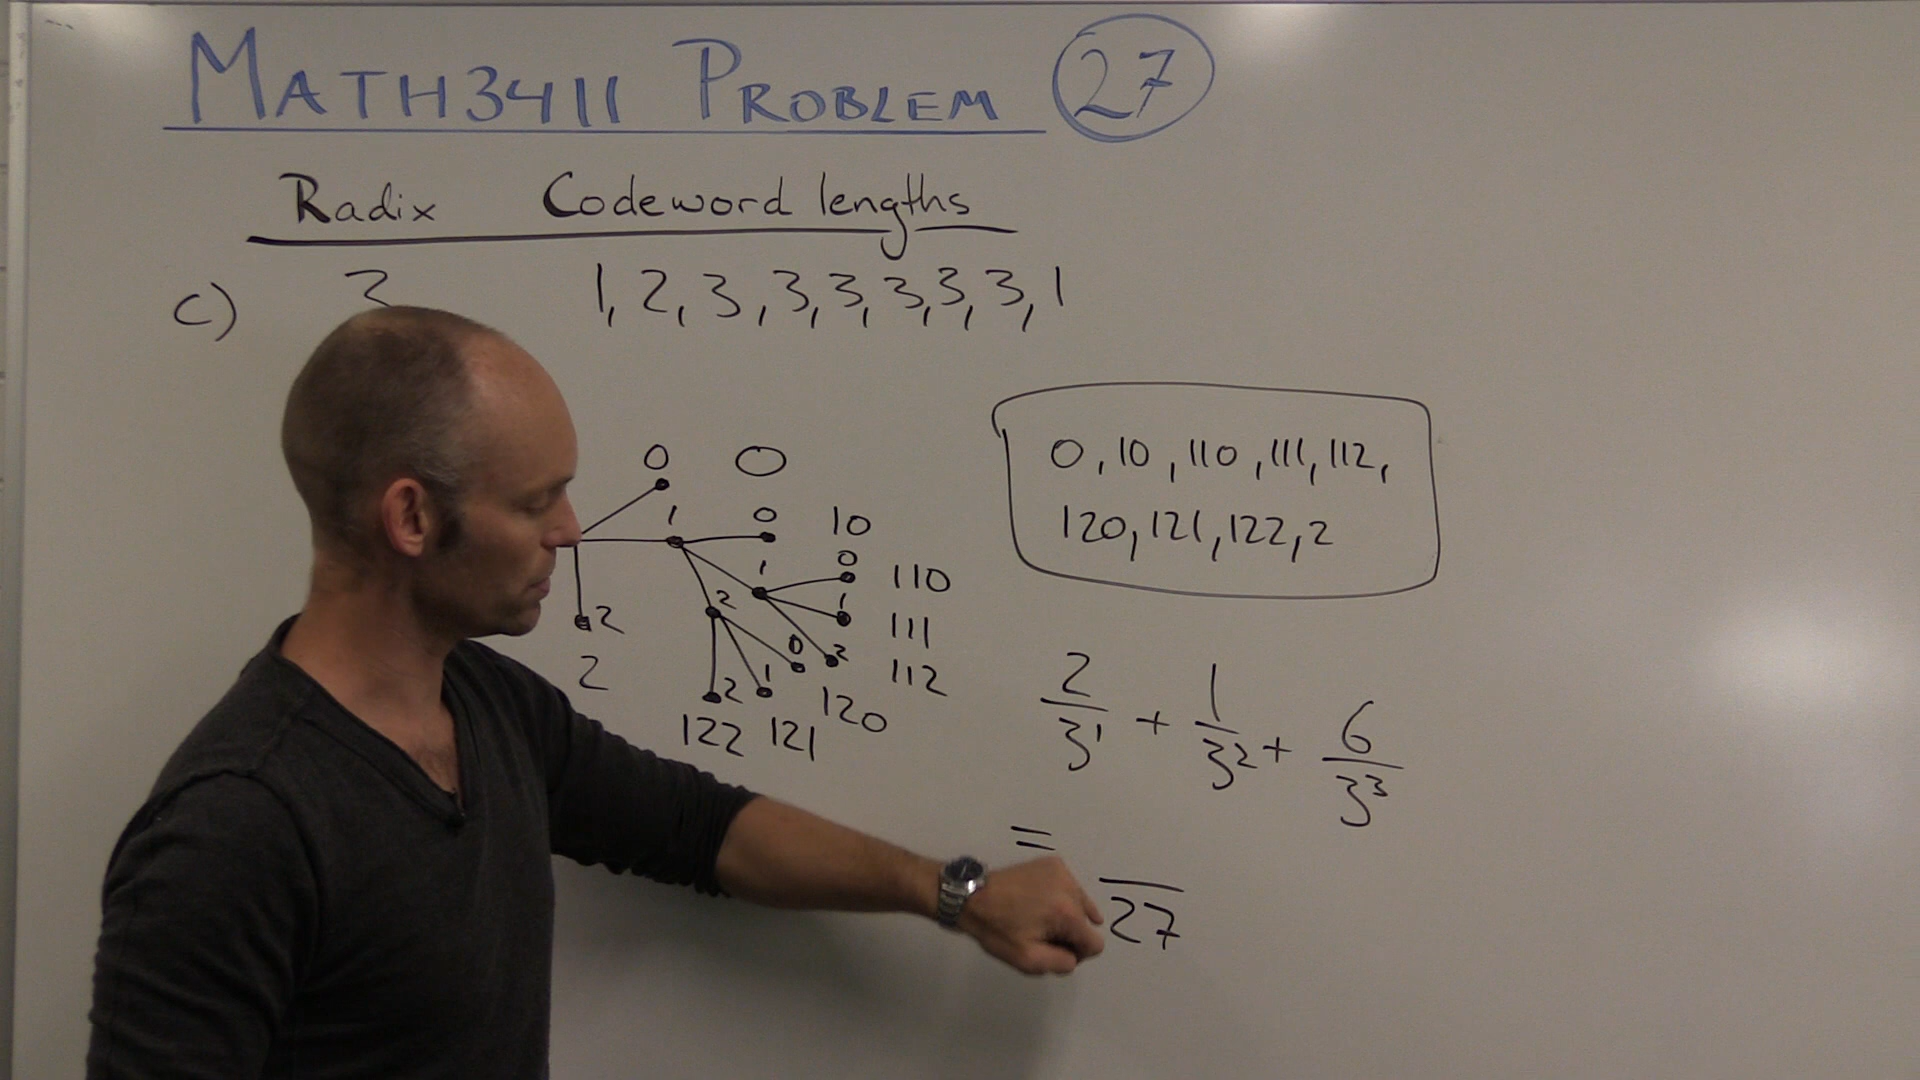 MATH3411 PROBLEM 27
Radix Codeword lengths
c) 3 1, 2, 3, 3, 3, 3, 3, 3, 1
0 0
1 0 10
1 0 110
1 111
2 112
2 0 120
1 121
2 122
2 2
0, 10, 110, 111, 112,
120, 121, 122, 2
2/3¹ + 1/3² + 6/3³
= /27